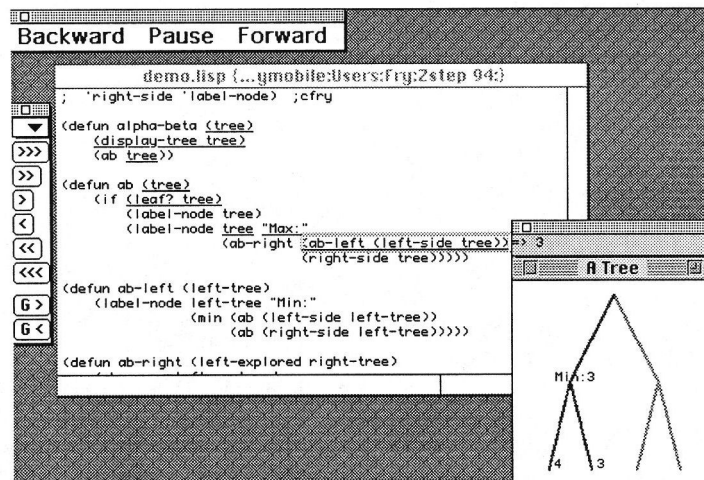 Backward Pause Forward
demo.lisp {...ymobile:Users:Fry:Zstep 94:}
; 'right-side 'label-node) ;cfry
(defun alpha-beta (tree)
(display-tree tree)
(ab tree))
(defun ab (tree)
(if (leaf? tree)
(label-node tree)
(label-node tree "Max:"
(ab-right (ab-left (left-side tree))
(right-side tree)))))
(defun ab-left (left-tree)
(label-node left-tree "Min:"
(min (ab (left-side left-tree))
(ab (right-side left-tree)))))
(defun ab-right (left-explored right-tree)
>>>
>>
>
<
<<
<<<
G >
G <
=> 3
A Tree
Min:3
4 3